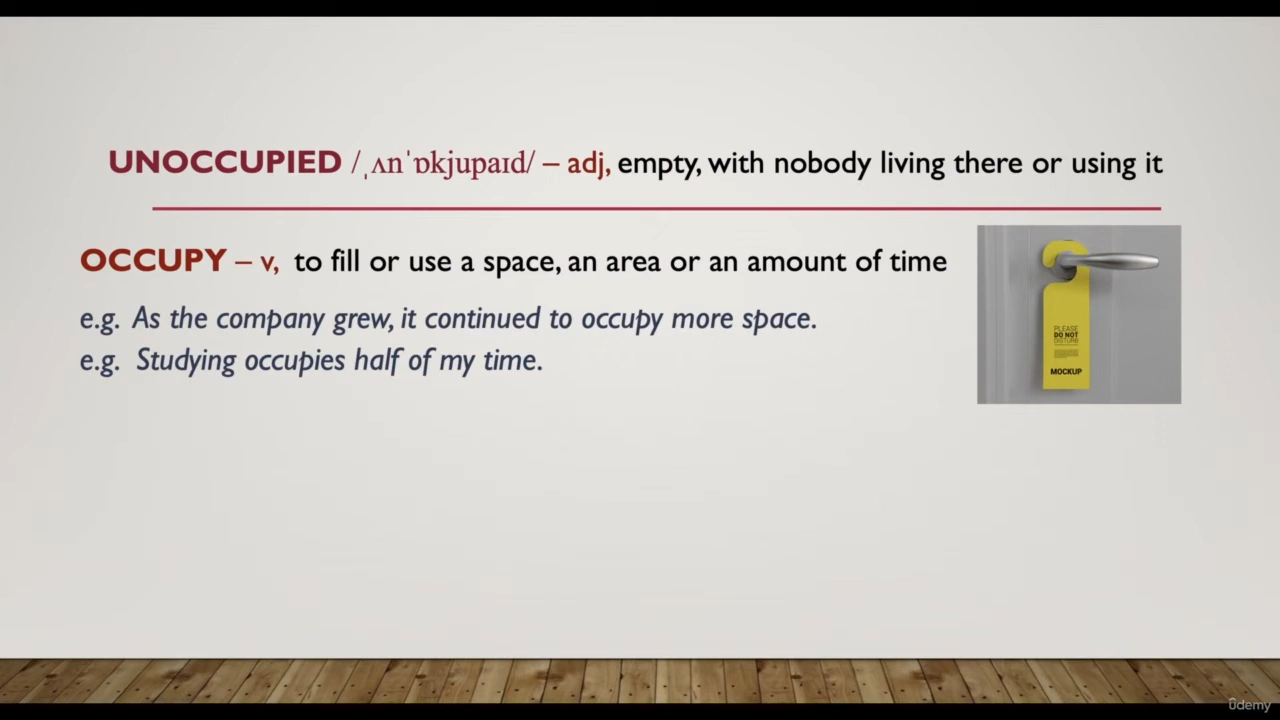 UNOCCUPIED /ˌʌnˈɒkjupaɪd/ – adj, empty, with nobody living there or using it
OCCUPY – v, to fill or use a space, an area or an amount of time
e.g. As the company grew, it continued to occupy more space.
e.g. Studying occupies half of my time.
PLEASE
DO NOT
DISTURB
MOCKUP
ûdemy